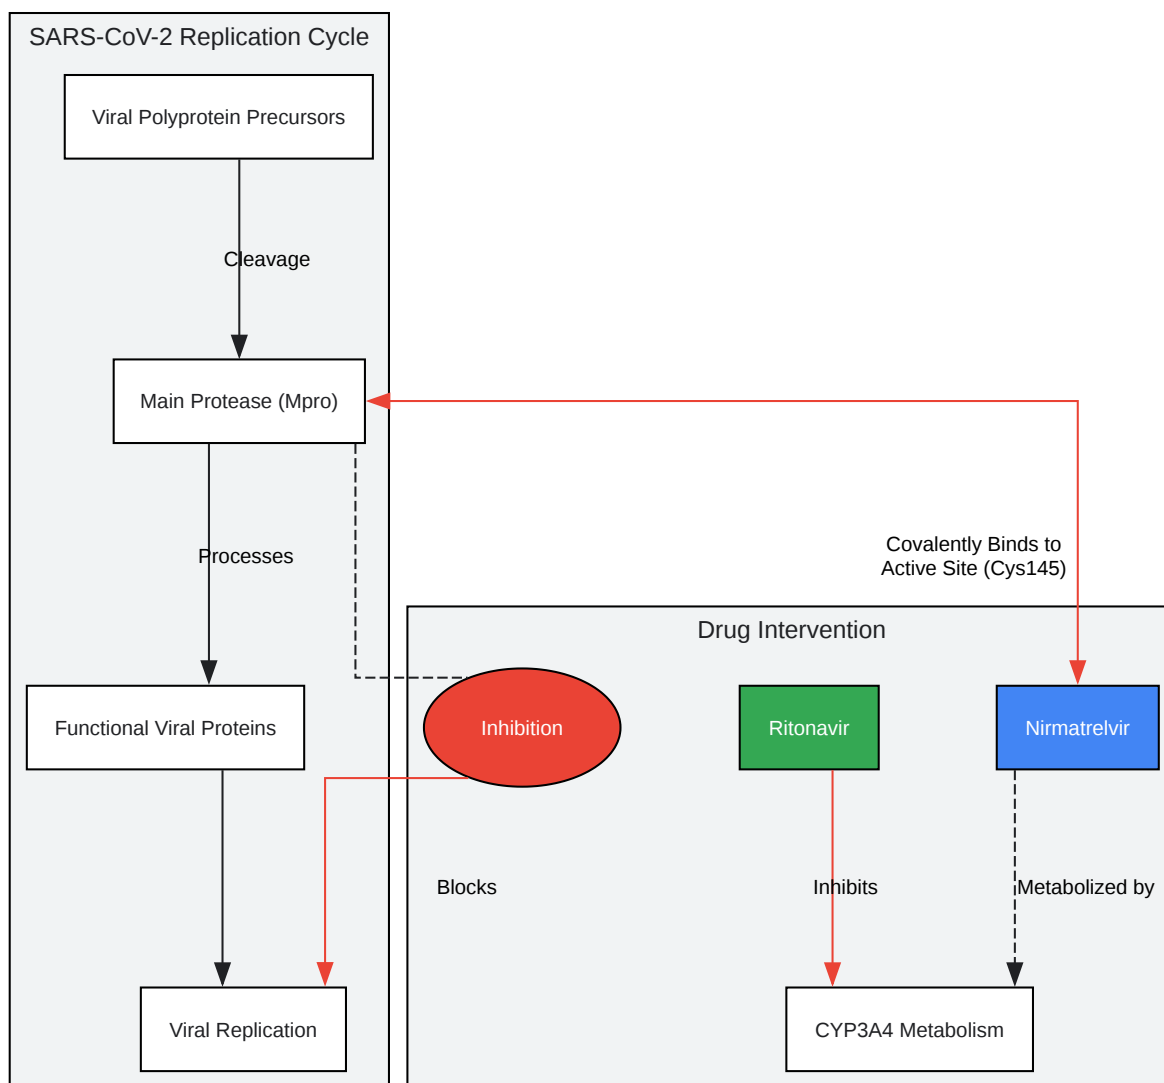 SARS-CoV-2 Replication Cycle
Viral Polyprotein Precursors
Cleavage
Main Protease (Mpro)
Processes
Covalently Binds to
Active Site (Cys145)
Drug Intervention
Functional Viral Proteins
Inhibition
Ritonavir
Nirmatrelvir
Blocks
Inhibits
Metabolized by
Viral Replication
CYP3A4 Metabolism